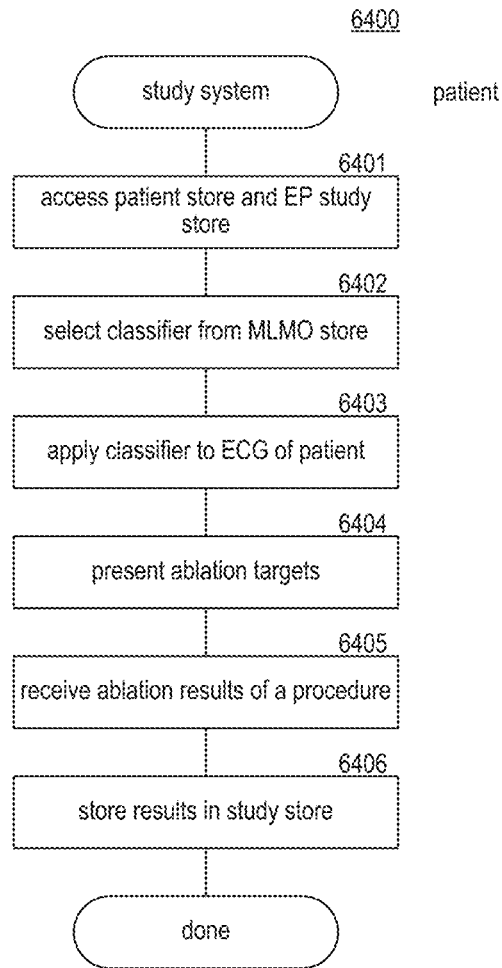 6400
study system
patient
6401
access patient store and EP study
store
6402
select classifier from MLMO store
6403
apply classifier to ECG of patient
6404
present ablation targets
6405
receive ablation results of a procedure
6406
store results in study store
done